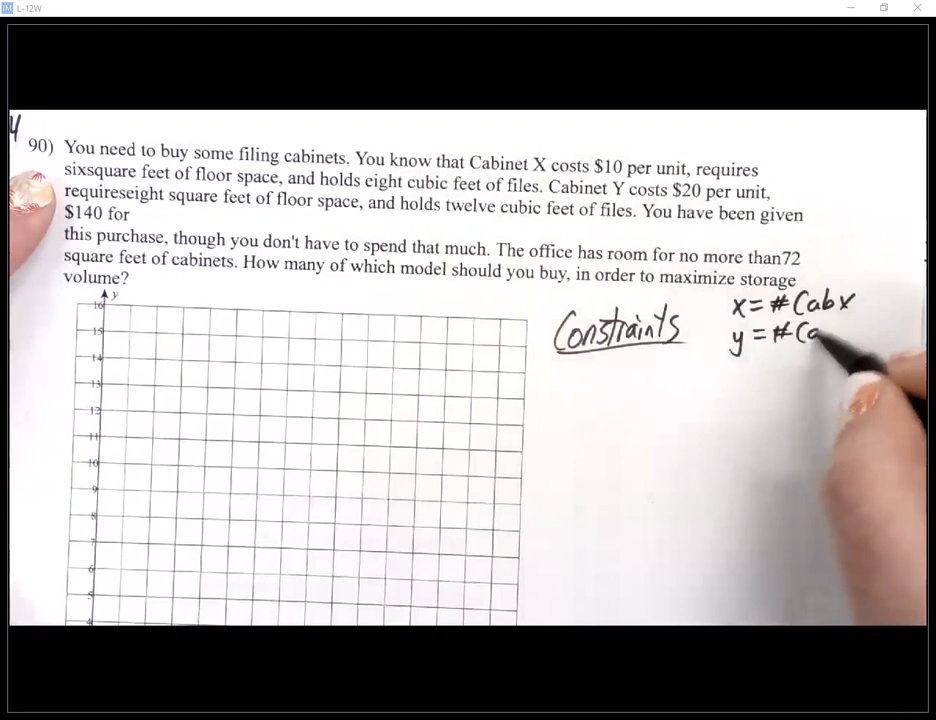 L-12W
4
90) You need to buy some filing cabinets. You know that Cabinet X costs $10 per unit, requires
sixsquare feet of floor space, and holds eight cubic feet of files. Cabinet Y costs $20 per unit,
requireseight square feet of floor space, and holds twelve cubic feet of files. You have been given
$140 for
this purchase, though you don't have to spend that much. The office has room for no more than72
square feet of cabinets. How many of which model should you buy, in order to maximize storage
volume?
y
16
15
14
13
12
11
10
9
8
7
6
5
4
Constraints
x = # Cab x
y = # Ca